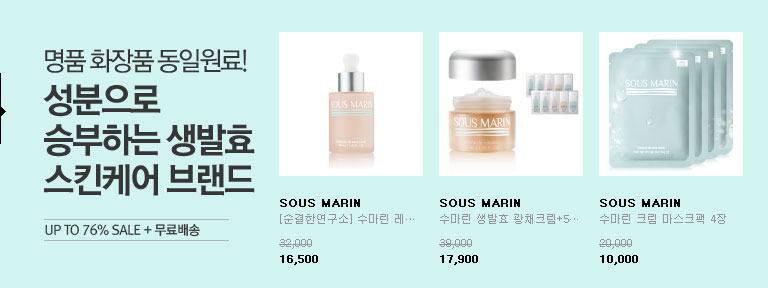 명품 화장품 동일원료!
성분으로
승부하는 생발효
스킨케어 브랜드
UP TO 76% SALE + 무료배송
SOUS MARIN
SOUS MARIN
SOUS MARIN
SOUS MARIN
[순결한연구소] 수마린 레…
32,000
16,500
SOUS MARIN
수마린 생발효 광채크림+5…
39,000
17,900
SOUS MARIN
수마린 크림 마스크팩 4장
20,000
10,000